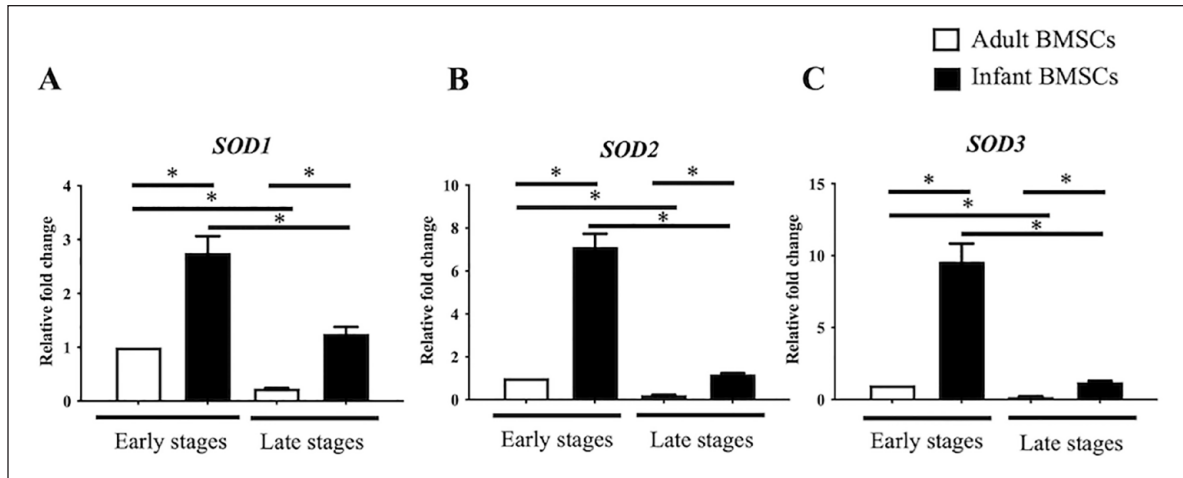 Adult BMSCs
Infant BMSCs
A
SOD1
* * * *
Relative fold change
4
3
2
1
0
Early stages Late stages
B
SOD2
* * * *
Relative fold change
10
8
6
4
2
0
Early stages Late stages
C
SOD3
* * * *
Relative fold change
15
10
5
0
Early stages Late stages